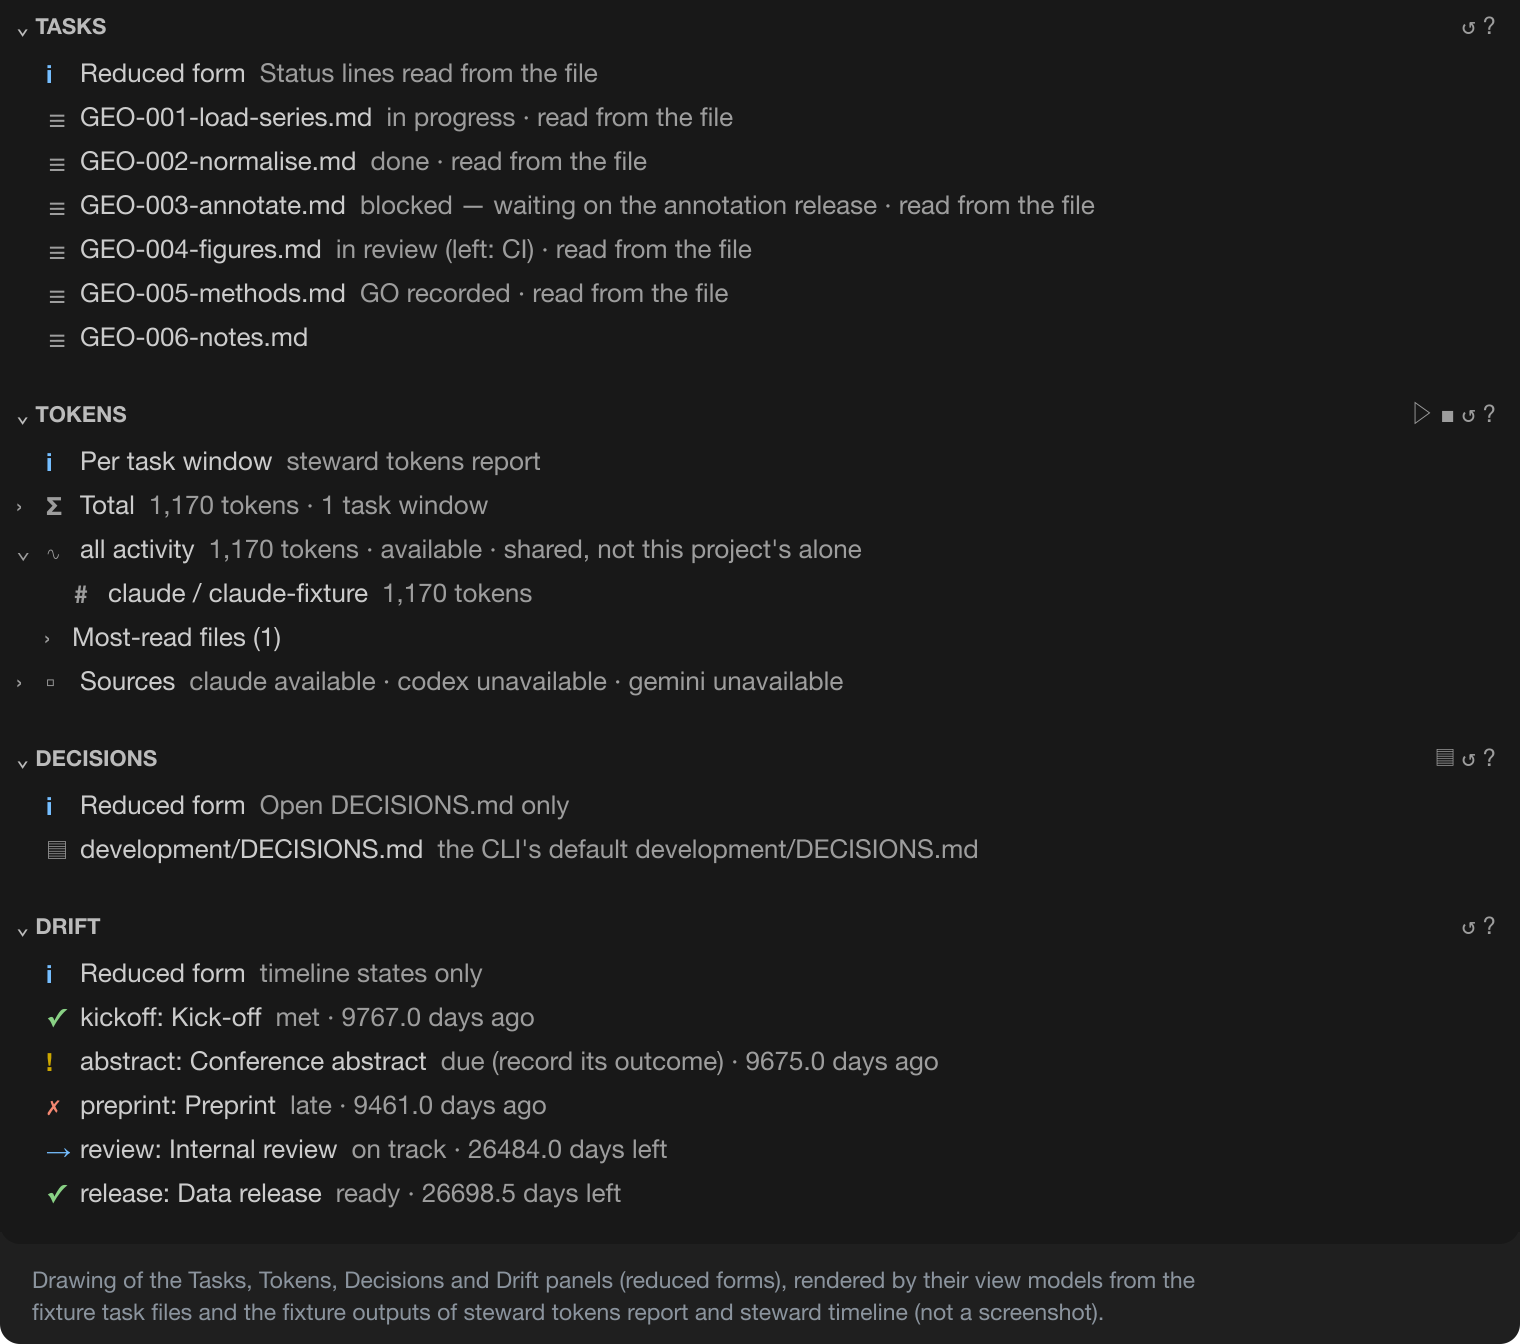 TASKS ↺ ?
i Reduced form Status lines read from the file
GEO-001-load-series.md in progress · read from the file
GEO-002-normalise.md done · read from the file
GEO-003-annotate.md blocked — waiting on the annotation release · read from the file
GEO-004-figures.md in review (left: CI) · read from the file
GEO-005-methods.md GO recorded · read from the file
GEO-006-notes.md
TOKENS ▷ ■ ↺ ?
i Per task window steward tokens report
Σ Total 1,170 tokens · 1 task window
∿ all activity 1,170 tokens · available · shared, not this project's alone
# claude / claude-fixture 1,170 tokens
Most-read files (1)
Sources claude available · codex unavailable · gemini unavailable
DECISIONS ▤ ↺ ?
i Reduced form Open DECISIONS.md only
▤ development/DECISIONS.md the CLI's default development/DECISIONS.md
DRIFT ↺ ?
i Reduced form timeline states only
✓ kickoff: Kick-off met · 9767.0 days ago
! abstract: Conference abstract due (record its outcome) · 9675.0 days ago
✗ preprint: Preprint late · 9461.0 days ago
→ review: Internal review on track · 26484.0 days left
✓ release: Data release ready · 26698.5 days left
Drawing of the Tasks, Tokens, Decisions and Drift panels (reduced forms), rendered by their view models from the
fixture task files and the fixture outputs of steward tokens report and steward timeline (not a screenshot).